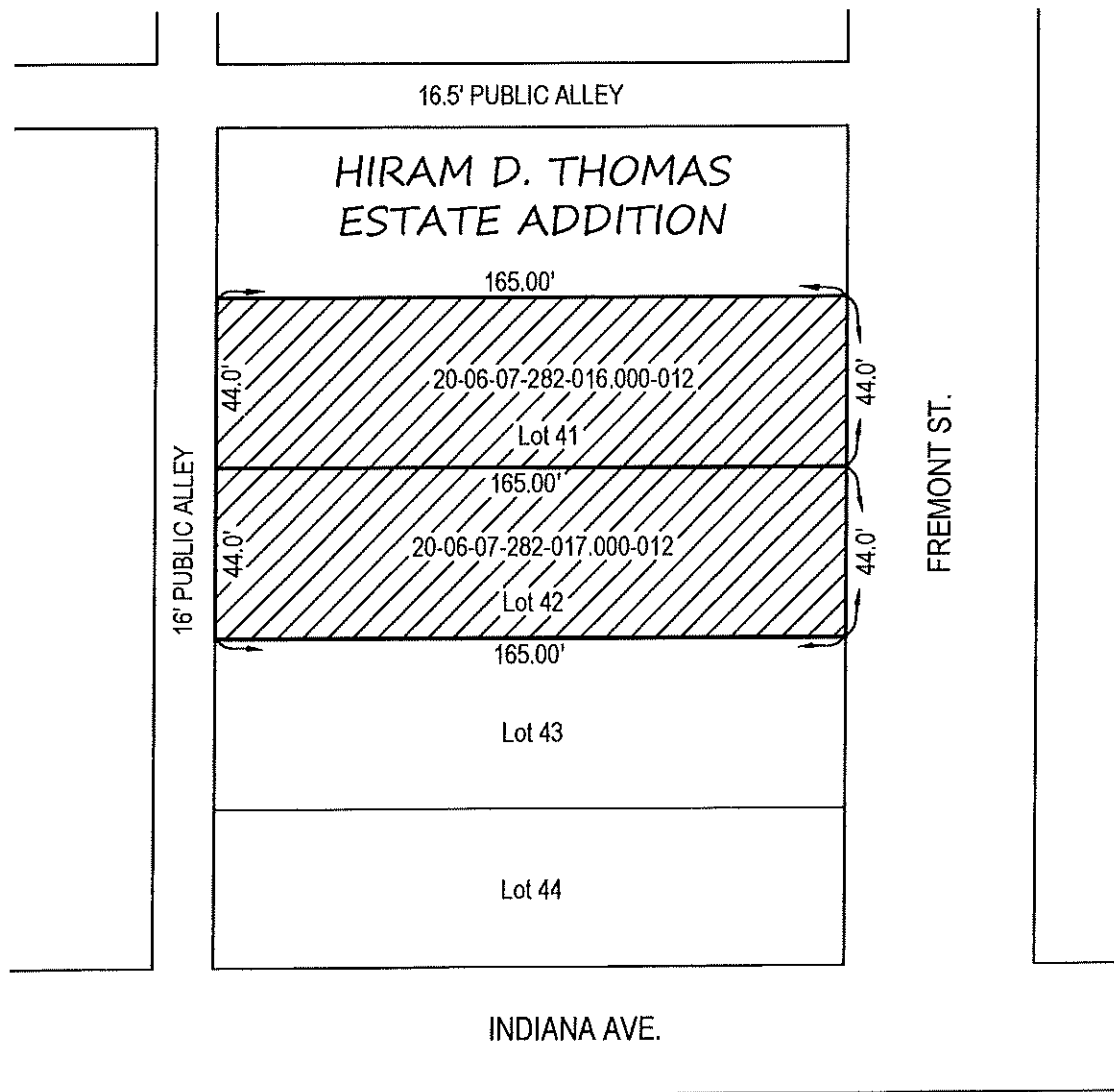 16.5' PUBLIC ALLEY
HIRAM D. THOMAS
ESTATE ADDITION
165.00'
44.0'
20-06-07-282-016.000-012
44.0'
Lot 41
165.00'
16' PUBLIC ALLEY
FREMONT ST.
44.0'
20-06-07-282-017.000-012
44.0'
Lot 42
165.00'
Lot 43
Lot 44
INDIANA AVE.